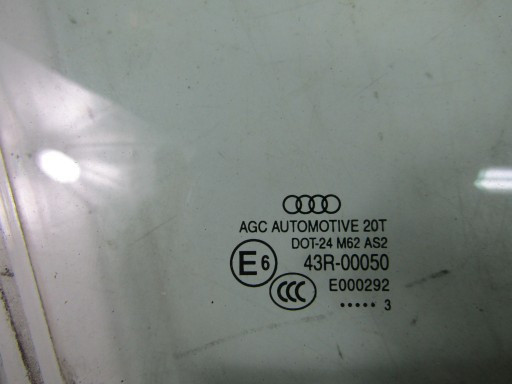 AGC AUTOMOTIVE 20T
DOT-24 M62 AS2
E6 43R-00050
CCC E000292
••••• 3